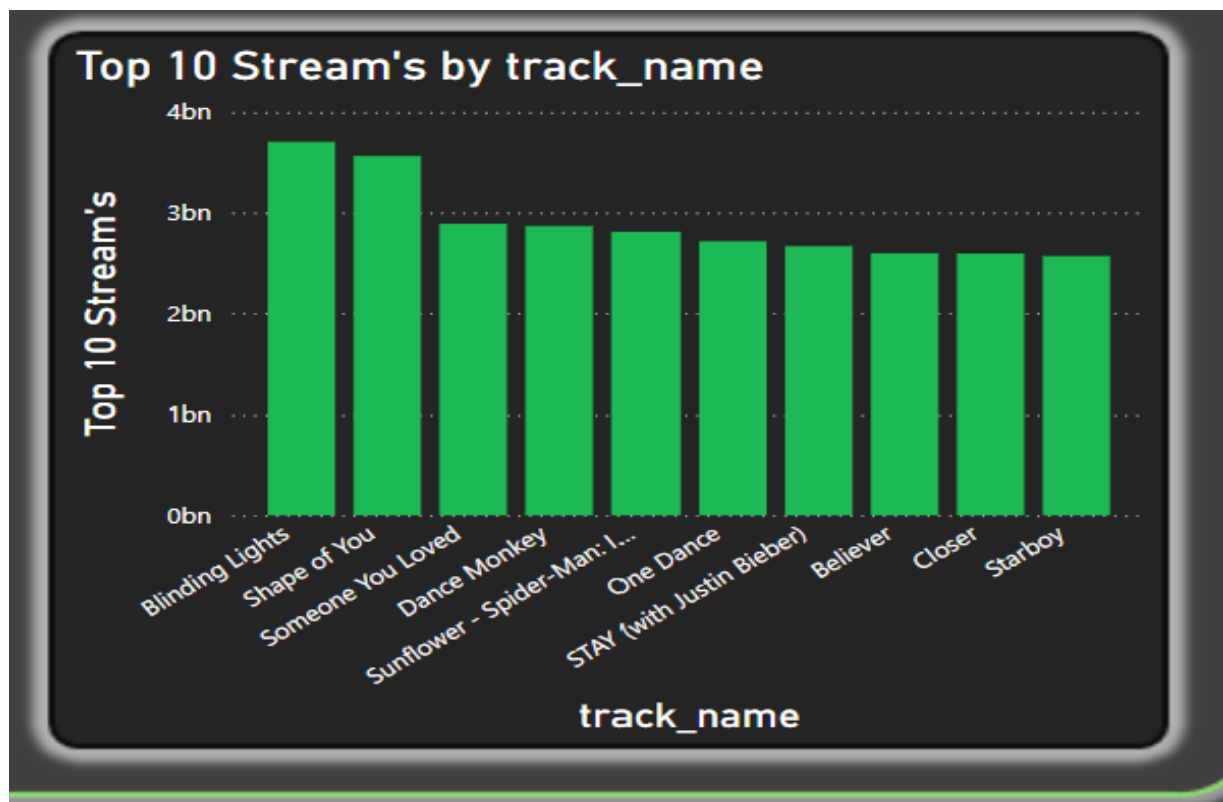 Top 10 Stream's by track_name
Top 10 Stream's
4bn
3bn
2bn
1bn
0bn
Blinding Lights
Shape of You
Someone You Loved
Dance Monkey
Sunflower - Spider-Man: I...
One Dance
STAY (with Justin Bieber)
Believer
Closer
Starboy
track_name